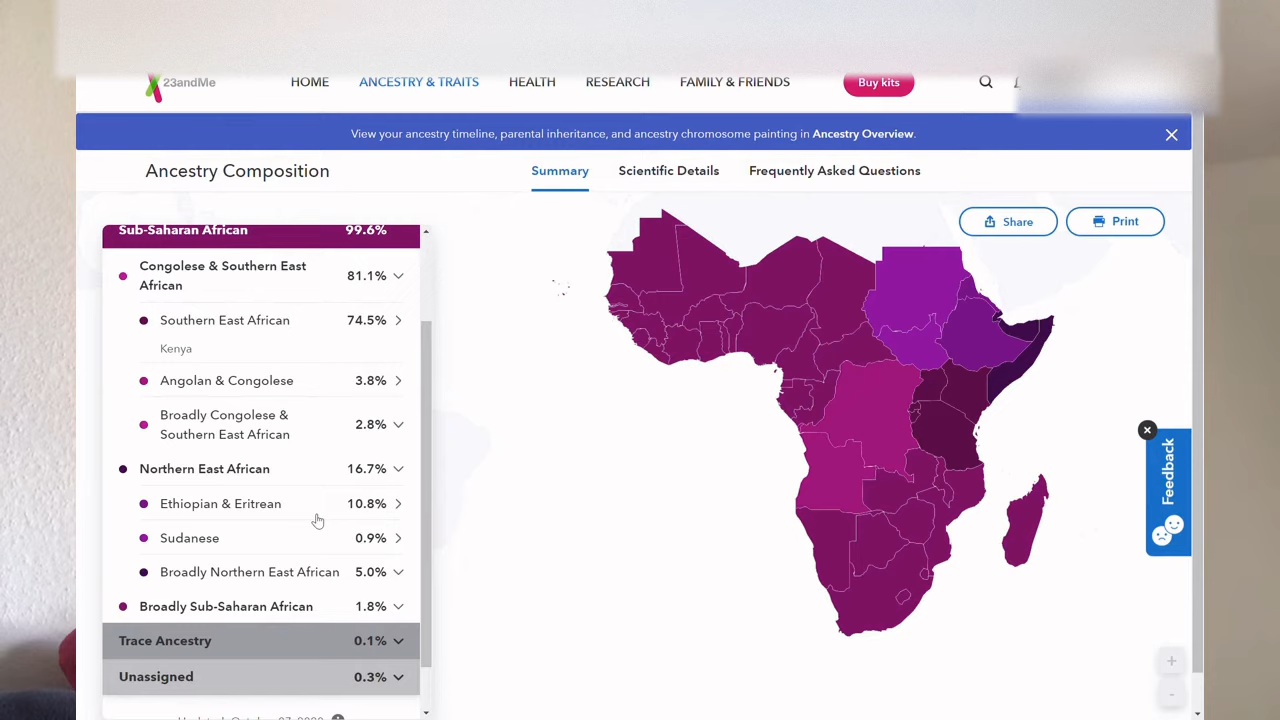 23andMe
HOME
ANCESTRY & TRAITS
HEALTH
RESEARCH
FAMILY & FRIENDS
Buy kits
View your ancestry timeline, parental inheritance, and ancestry chromosome painting in Ancestry Overview.
Ancestry Composition
Summary
Scientific Details
Frequently Asked Questions
Share
Print
Sub-Saharan African 99.6%
Congolese & Southern East
African 81.1%
Southern East African 74.5%
Kenya
Angolan & Congolese 3.8%
Broadly Congolese &
Southern East African 2.8%
Northern East African 16.7%
Ethiopian & Eritrean 10.8%
Sudanese 0.9%
Broadly Northern East African 5.0%
Broadly Sub-Saharan African 1.8%
Trace Ancestry 0.1%
Unassigned 0.3%
Feedback